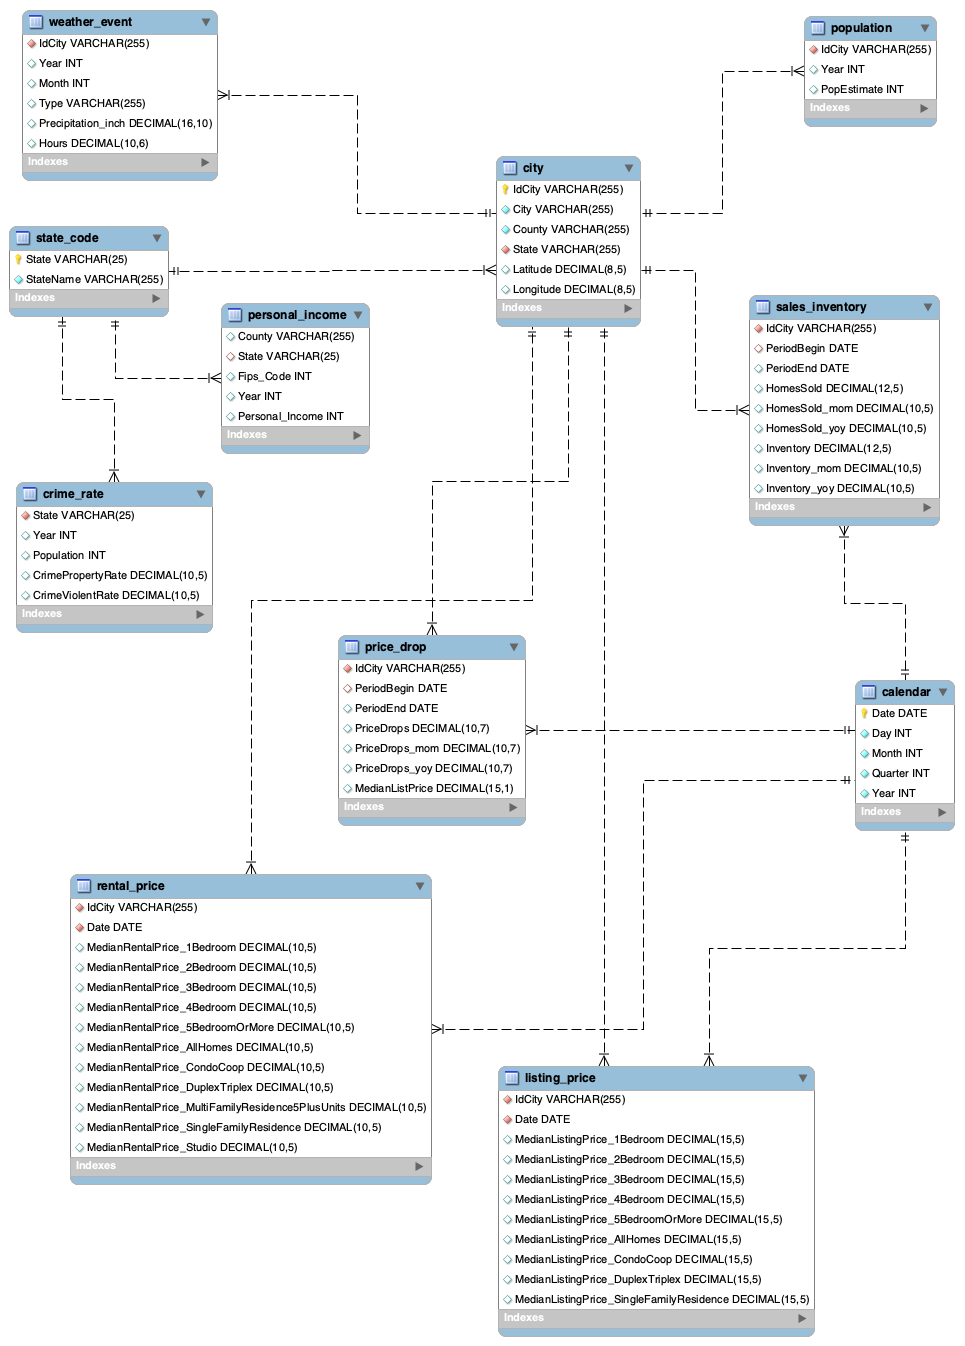 weather_event
IdCity VARCHAR(255)
Year INT
Month INT
Type VARCHAR(255)
Precipitation_inch DECIMAL(16,10)
Hours DECIMAL(10,6)
Indexes
population
IdCity VARCHAR(255)
Year INT
PopEstimate INT
Indexes
city
IdCity VARCHAR(255)
City VARCHAR(255)
County VARCHAR(255)
State VARCHAR(255)
Latitude DECIMAL(8,5)
Longitude DECIMAL(8,5)
Indexes
state_code
State VARCHAR(25)
StateName VARCHAR(255)
Indexes
personal_income
County VARCHAR(255)
State VARCHAR(25)
Fips_Code INT
Year INT
Personal_Income INT
Indexes
sales_inventory
IdCity VARCHAR(255)
PeriodBegin DATE
PeriodEnd DATE
HomesSold DECIMAL(12,5)
HomesSold_mom DECIMAL(10,5)
HomesSold_yoy DECIMAL(10,5)
Inventory DECIMAL(12,5)
Inventory_mom DECIMAL(10,5)
Inventory_yoy DECIMAL(10,5)
Indexes
crime_rate
State VARCHAR(25)
Year INT
Population INT
CrimePropertyRate DECIMAL(10,5)
CrimeViolentRate DECIMAL(10,5)
Indexes
price_drop
IdCity VARCHAR(255)
PeriodBegin DATE
PeriodEnd DATE
PriceDrops DECIMAL(10,7)
PriceDrops_mom DECIMAL(10,7)
PriceDrops_yoy DECIMAL(10,7)
MedianListPrice DECIMAL(15,1)
Indexes
calendar
Date DATE
Day INT
Month INT
Quarter INT
Year INT
Indexes
rental_price
IdCity VARCHAR(255)
Date DATE
MedianRentalPrice_1Bedroom DECIMAL(10,5)
MedianRentalPrice_2Bedroom DECIMAL(10,5)
MedianRentalPrice_3Bedroom DECIMAL(10,5)
MedianRentalPrice_4Bedroom DECIMAL(10,5)
MedianRentalPrice_5BedroomOrMore DECIMAL(10,5)
MedianRentalPrice_AllHomes DECIMAL(10,5)
MedianRentalPrice_CondoCoop DECIMAL(10,5)
MedianRentalPrice_DuplexTriplex DECIMAL(10,5)
MedianRentalPrice_MultiFamilyResidence5PlusUnits DECIMAL(10,5)
MedianRentalPrice_SingleFamilyResidence DECIMAL(10,5)
MedianRentalPrice_Studio DECIMAL(10,5)
Indexes
listing_price
IdCity VARCHAR(255)
Date DATE
MedianListingPrice_1Bedroom DECIMAL(15,5)
MedianListingPrice_2Bedroom DECIMAL(15,5)
MedianListingPrice_3Bedroom DECIMAL(15,5)
MedianListingPrice_4Bedroom DECIMAL(15,5)
MedianListingPrice_5BedroomOrMore DECIMAL(15,5)
MedianListingPrice_AllHomes DECIMAL(15,5)
MedianListingPrice_CondoCoop DECIMAL(15,5)
MedianListingPrice_DuplexTriplex DECIMAL(15,5)
MedianListingPrice_SingleFamilyResidence DECIMAL(15,5)
Indexes